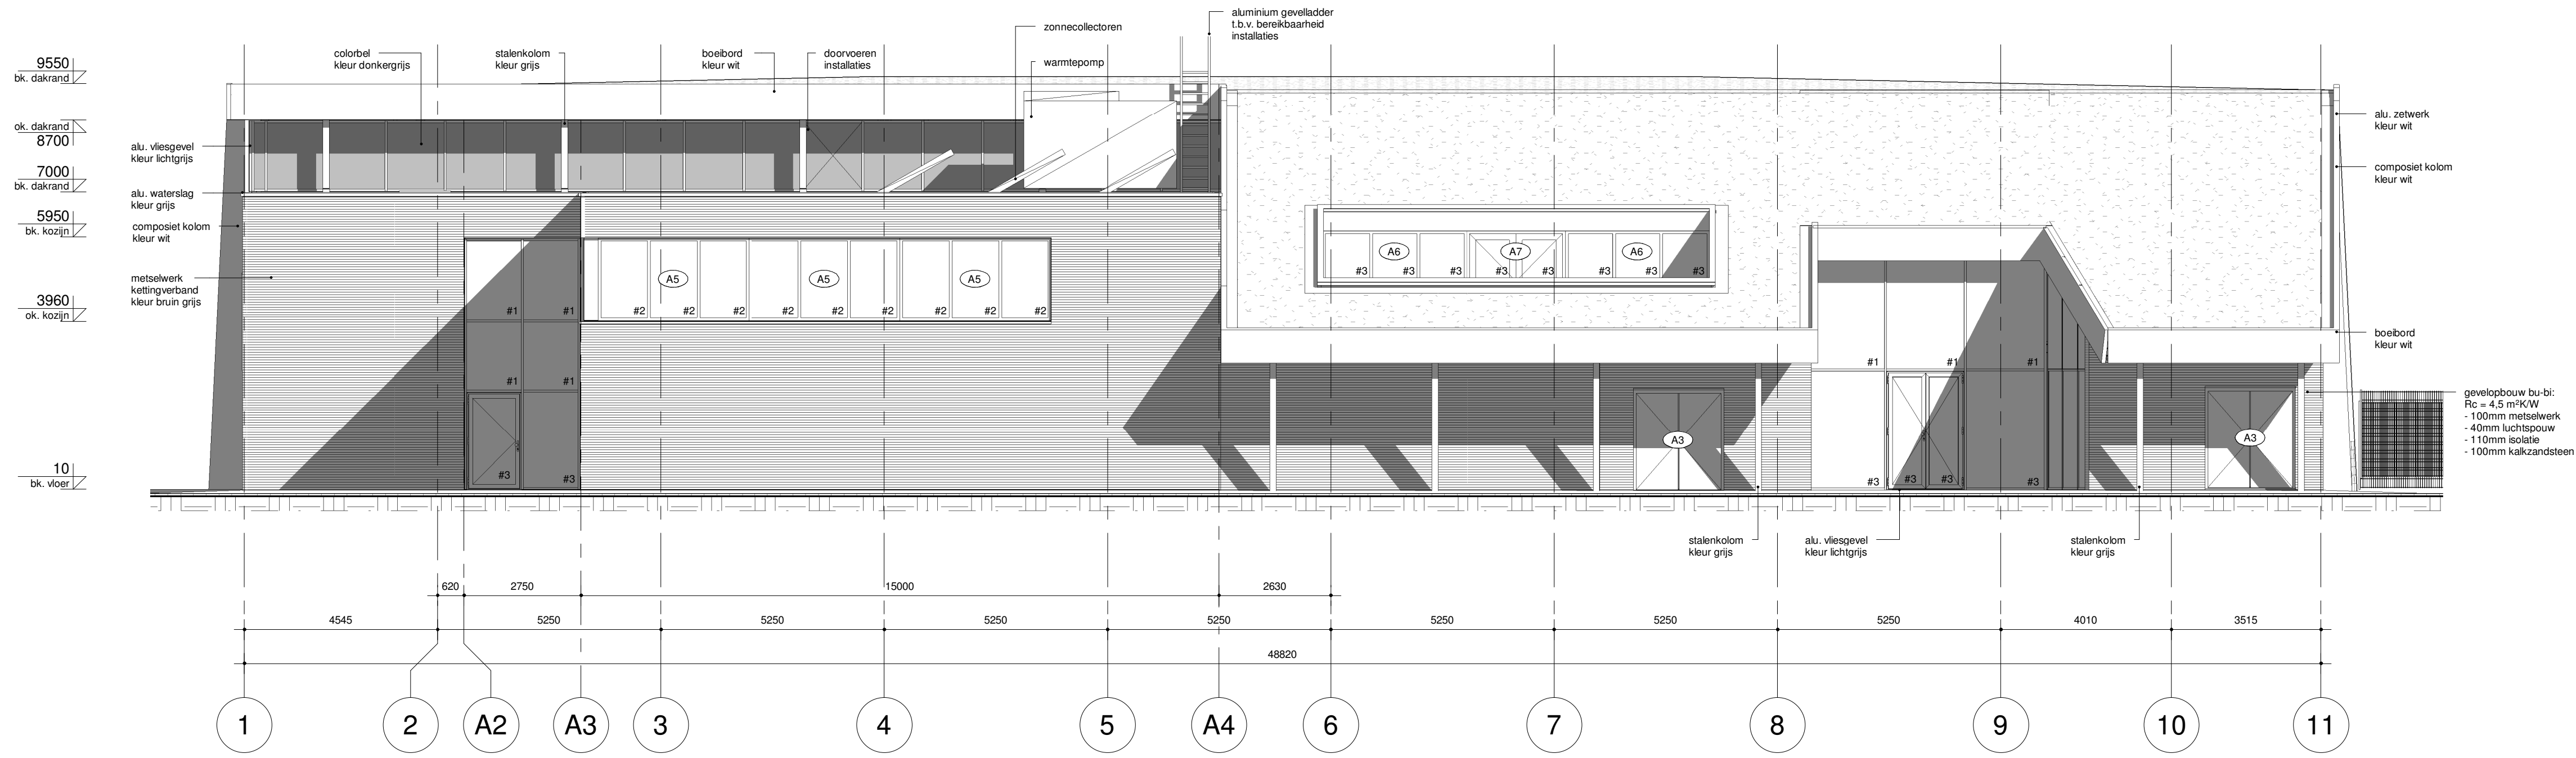 aluminium gevelladder
t.b.v. bereikbaarheid
installaties
zonnecollectoren
colorbel
kleur donkergrijs
stalenkolom
kleur grijs
boeibord
kleur wit
doorvoeren
installaties
warmtepomp
9550
bk. dakrand
ok. dakrand
8700
7000
bk. dakrand
5950
bk. kozijn
3960
ok. kozijn
10
bk. vloer
alu. vliesgevel
kleur lichtgrijs
alu. waterslag
kleur grijs
composiet kolom
kleur wit
metselwerk
kettingverband
kleur bruin grijs
alu. zetwerk
kleur wit
composiet kolom
kleur wit
boeibord
kleur wit
gevelopbouw bu-bi:
Rc = 4,5 m²K/W
- 100mm metselwerk
- 40mm luchtspouw
- 110mm isolatie
- 100mm kalkzandsteen
A6 A7 A6
#3 #3 #3 #3 #3 #3 #3 #3
A5 A5 A5
#1 #1 #2 #2 #2 #2 #2 #2 #2 #2 #2
#1 #1 #1 #1 #1
A3 A3
#3 #3 #3 #3 #3 #3
stalenkolom
kleur grijs
alu. vliesgevel
kleur lichtgrijs
stalenkolom
kleur grijs
620 2750 15000 2630
4545 5250 5250 5250 5250 5250 5250 5250 4010 3515
48820
1 2 A2 A3 3 4 5 A4 6 7 8 9 10 11